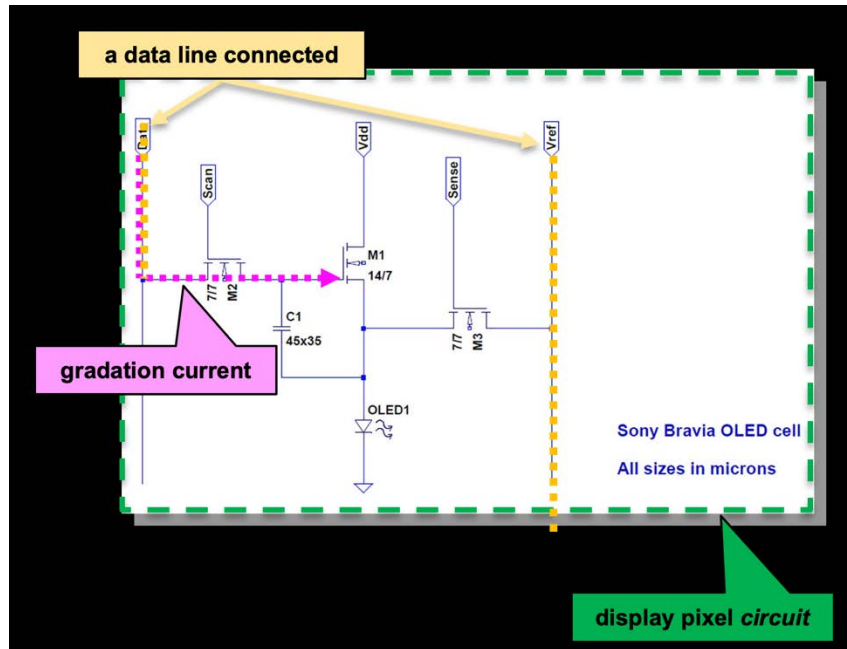 a data line connected
Dat
Vdd
Vref
Scan
Sense
M1
14/7
7/7
M2
C1
45x35
7/7
M3
gradation current
OLED1
Sony Bravia OLED cell
All sizes in microns
display pixel circuit